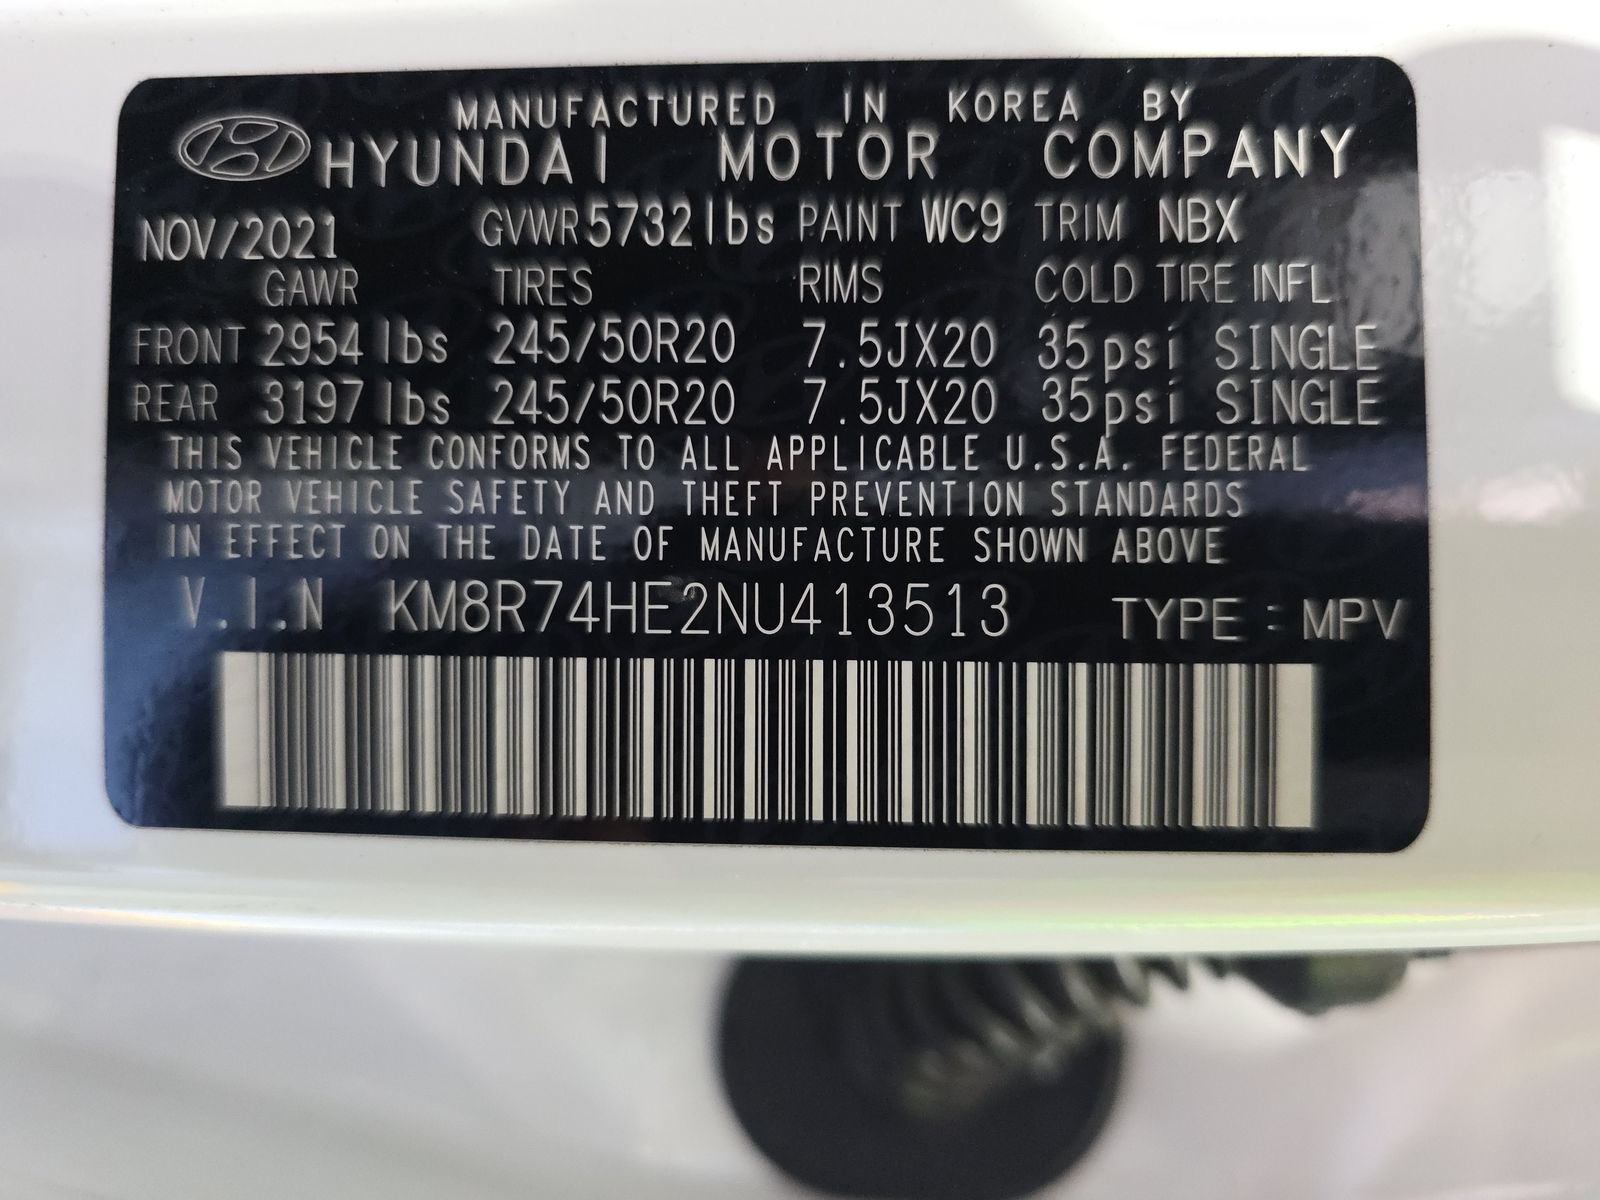 MANUFACTURED IN KOREA BY
HYUNDAI MOTOR COMPANY
NOV/2021 GVWR 5732 lbs PAINT WC9 TRIM NBX
GAWR TIRES RIMS COLD TIRE INFL.
FRONT 2954 lbs 245/50R20 7.5JX20 35psi SINGLE
REAR 3197 lbs 245/50R20 7.5JX20 35psi SINGLE
THIS VEHICLE CONFORMS TO ALL APPLICABLE U.S.A. FEDERAL
MOTOR VEHICLE SAFETY AND THEFT PREVENTION STANDARDS
IN EFFECT ON THE DATE OF MANUFACTURE SHOWN ABOVE
V.I.N KM8R74HE2NU413513 TYPE : MPV